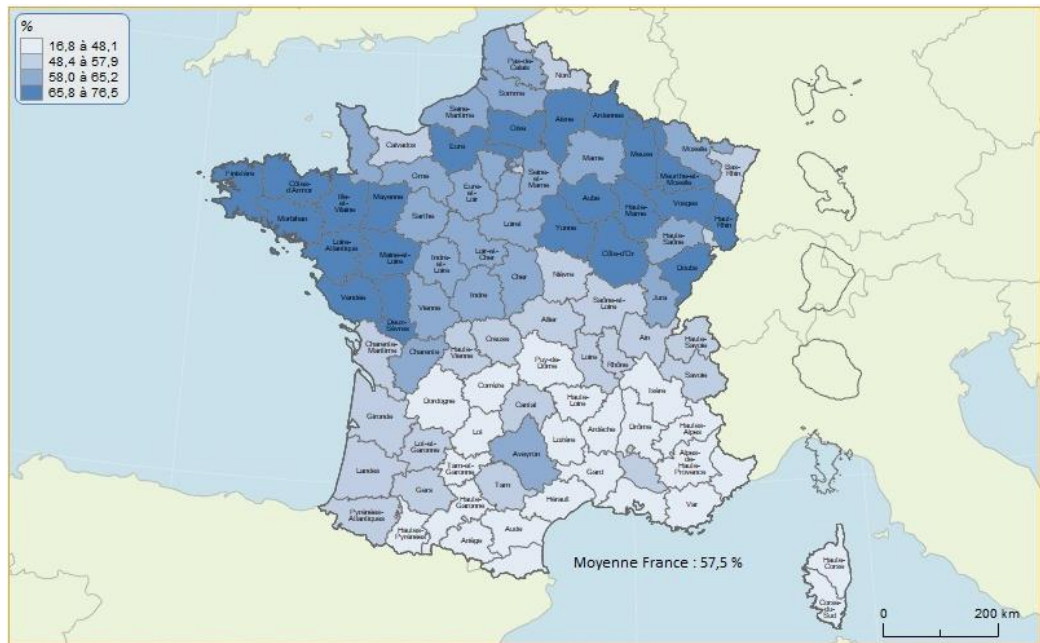 %
16,8 à 48,1
48,4 à 57,9
58,0 à 65,2
65,8 à 76,5
Pas-de-
Calais
Nord
Somme
Seine-
Maritime
Oise
Aisne
Ardennes
Calvados
Eure
Marne
Meuse
Moselle
Bas-
Rhin
Meurthe-et-
Moselle
Orne
Seine-
et-
Marne
Finistère
Côtes-
d'Armor
Ille-
et-
Vilaine
Mayenne
Eure-
et-
Loir
Aube
Haute-
Marne
Vosges
Haut-
Rhin
Morbihan
Sarthe
Loiret
Yonne
Haute-
Saône
Loire-
Atlantique
Maine-et-
Loire
Indre-
et-
Loire
Loir-et-
Cher
Côte-d'Or
Doubs
Cher
Nièvre
Vendée
Deux-
Sèvres
Vienne
Indre
Saône-et-
Loire
Jura
Allier
Charente-
Maritime
Charente
Haute-
Vienne
Creuse
Puy-de-
Dôme
Loire
Rhône
Ain
Haute-
Savoie
Savoie
Corrèze
Isère
Dordogne
Cantal
Haute-
Loire
Gironde
Lot
Ardèche
Drôme
Hautes-
Alpes
Lot-et-
Garonne
Aveyron
Lozère
Alpes-
de-
Haute-
Provence
Landes
Tarn-et-
Garonne
Gard
Gers
Tarn
Pyrénées-
Atlantiques
Haute-
Garonne
Hérault
Var
Hautes-
Pyrénées
Ariège
Aude
Moyenne France : 57,5 %
Haute-
Corse
Corse-
du-
Sud
0 200 km